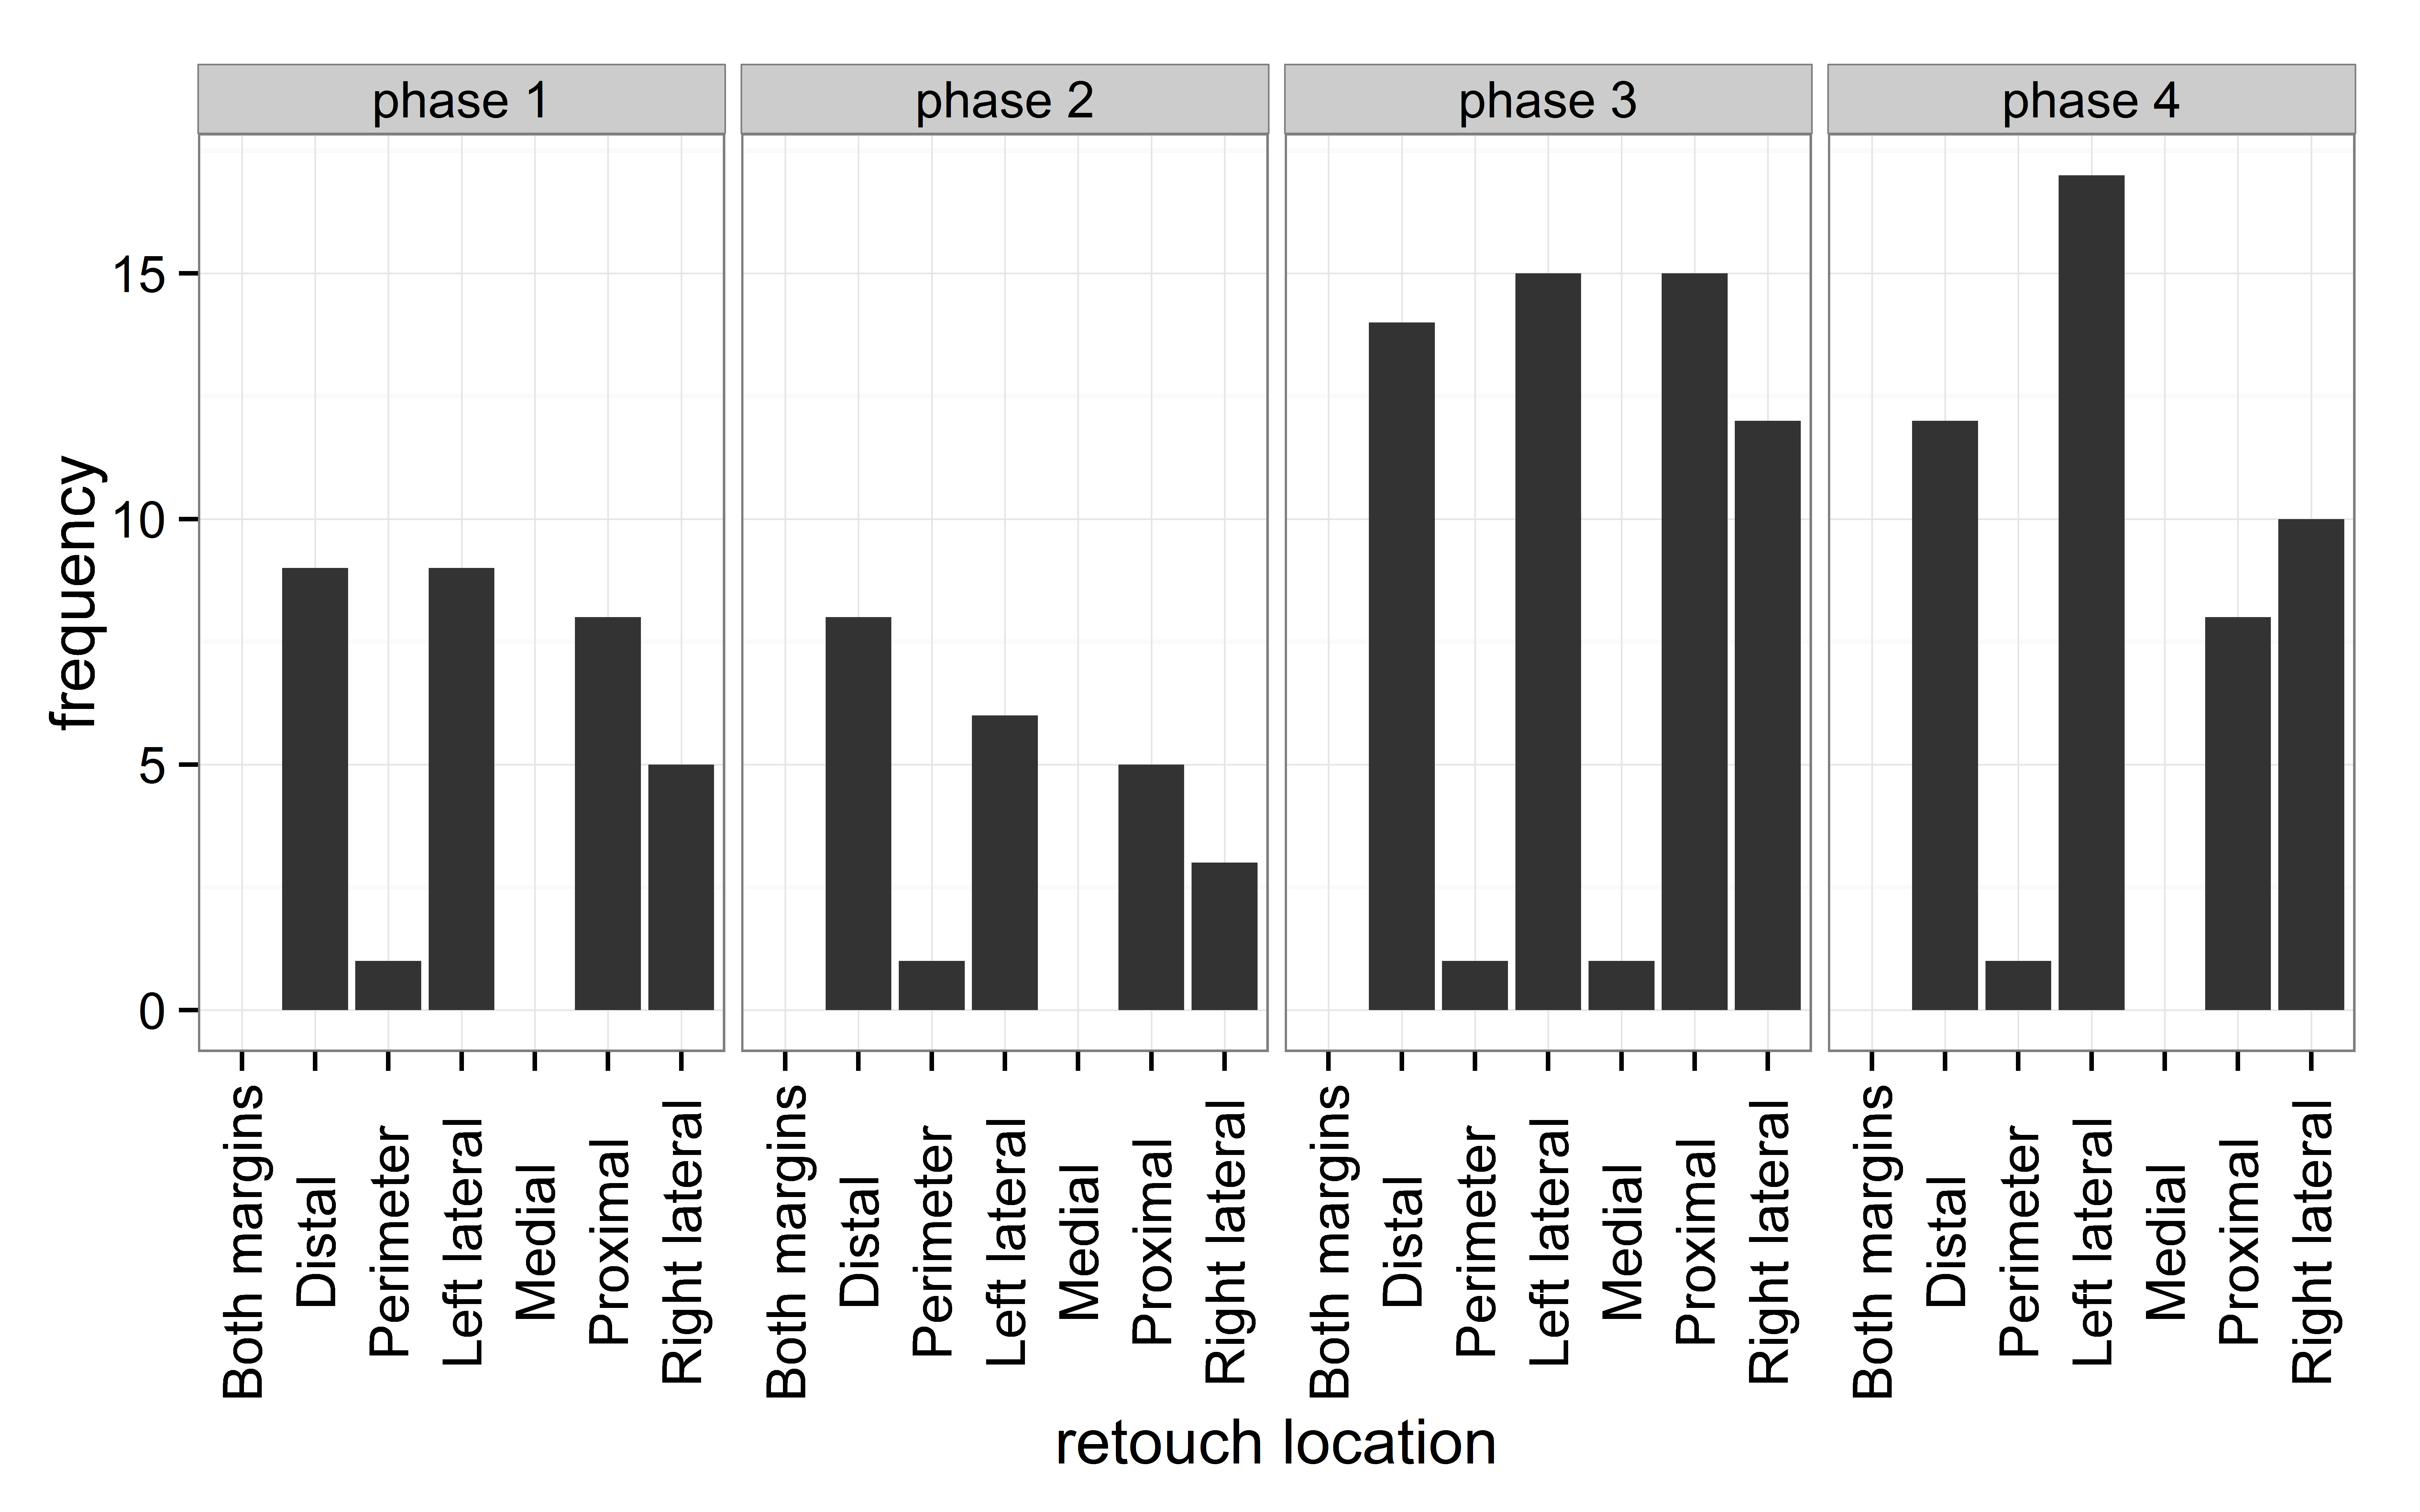 phase 1
phase 2
phase 3
phase 4
frequency
15
10
5
0
Both margins
Distal
Perimeter
Left lateral
Medial
Proximal
Right lateral
Both margins
Distal
Perimeter
Left lateral
Medial
Proximal
Right lateral
Both margins
Distal
Perimeter
Left lateral
Medial
Proximal
Right lateral
Both margins
Distal
Perimeter
Left lateral
Medial
Proximal
Right lateral
retouch location